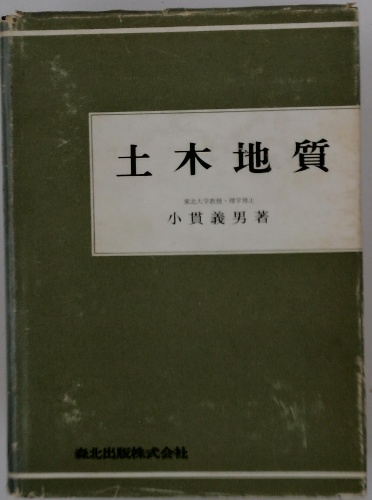 土木地質
東北大学教授・理学博士
小貫義男著
森北出版株式会社